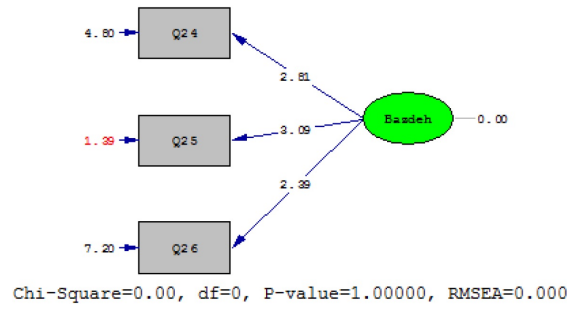 4.80 Q24
2.81
1.39 Q25 3.09 Bazdeh 0.00
2.39
7.20 Q26
Chi-Square=0.00, df=0, P-value=1.00000, RMSEA=0.000